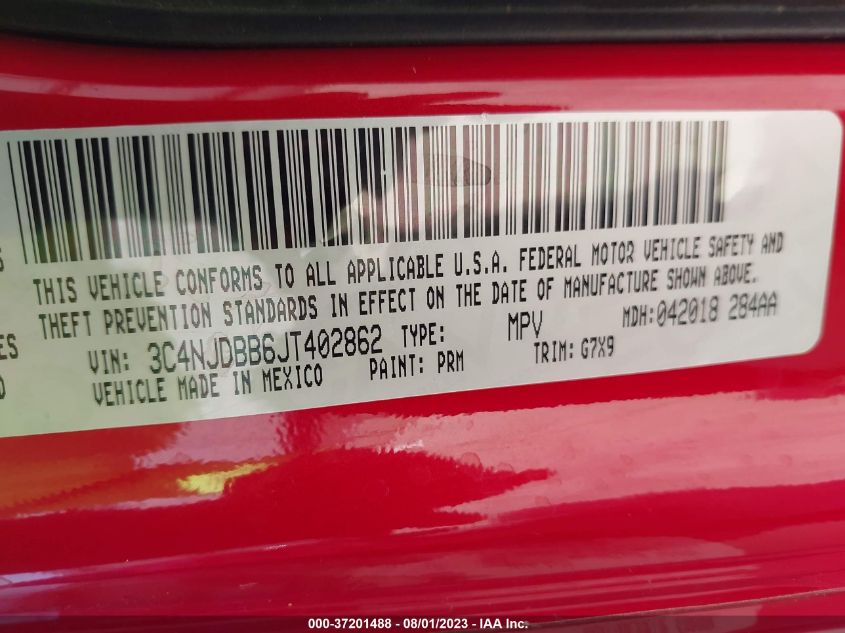 THIS VEHICLE CONFORMS TO ALL APPLICABLE U.S.A. FEDERAL MOTOR VEHICLE SAFETY AND
THEFT PREVENTION STANDARDS IN EFFECT ON THE DATE OF MANUFACTURE SHOWN ABOVE.
VIN: 3C4NJDBB6JT402862 TYPE: MPV MDH:042018 284AA
VEHICLE MADE IN MEXICO PAINT: PRM TRIM: G7X9
ES
000-37201488 - 08/01/2023 - IAA Inc.